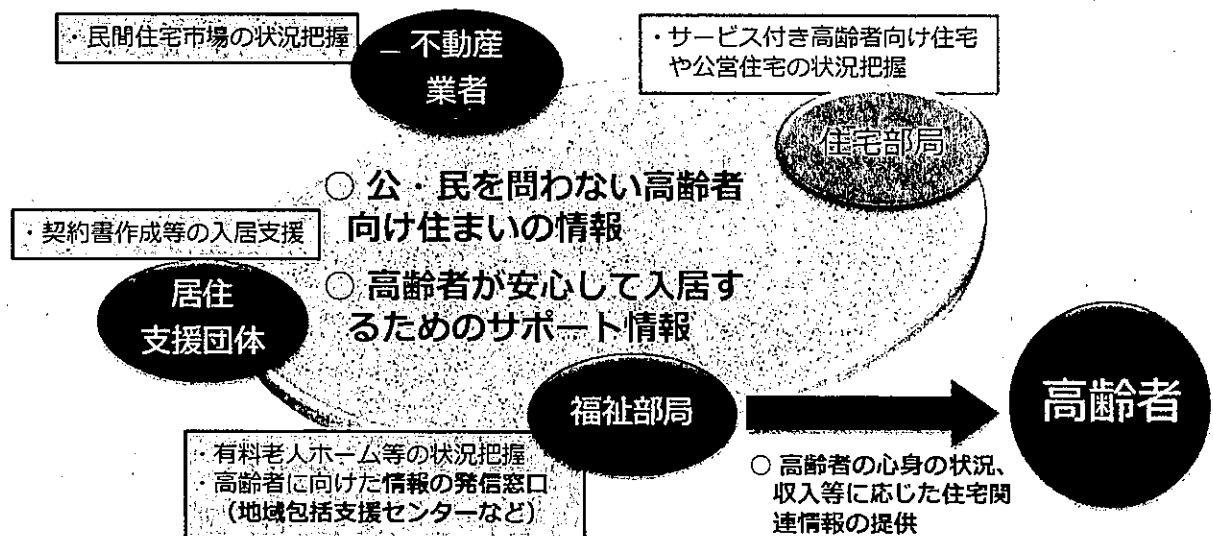 ・民間住宅市場の状況把握
不動産
業者
・サービス付き高齢者向け住宅
や公営住宅の状況把握
住宅部局
○ 公・民を問わない高齢者
向け住まいの情報
・契約書作成等の入居支援
○ 高齢者が安心して入居す
るためのサポート情報
居住
支援団体
福祉部局
高齢者
・有料老人ホーム等の状況把握
・高齢者に向けた情報の発信窓口
（地域包括支援センターなど）
○ 高齢者の心身の状況、
収入等に応じた住宅関
連情報の提供